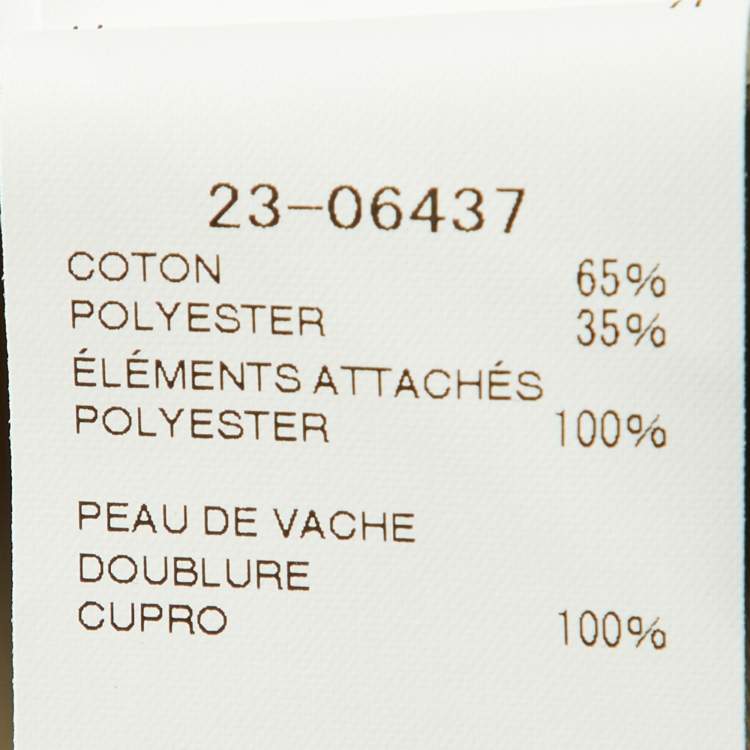 23-06437
COTON 65%
POLYESTER 35%
ÉLÉMENTS ATTACHÉS
POLYESTER 100%
PEAU DE VACHE
DOUBLURE
CUPRO 100%